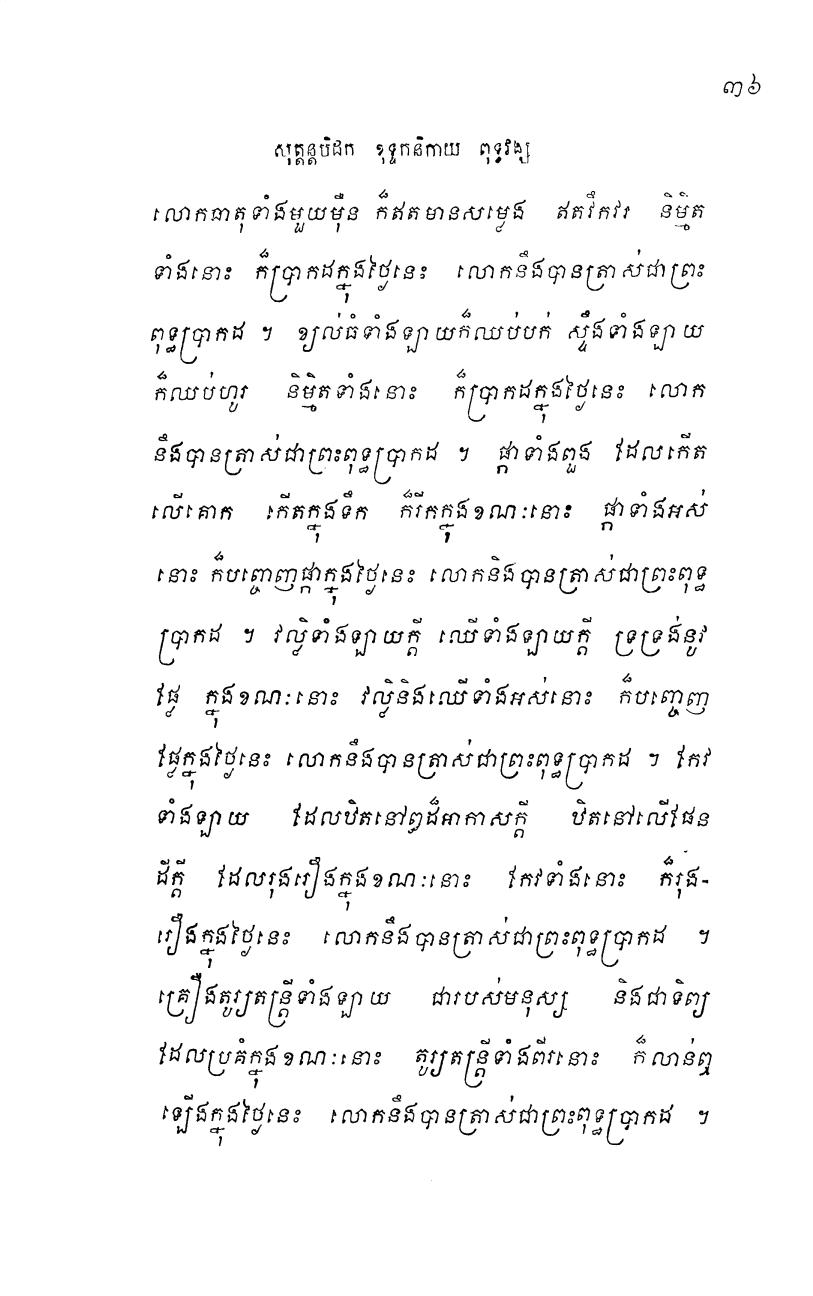 ៣៦
សុត្តន្តបិដក ខុទ្ទកនិកាយ ពុទ្ធវង្ស
លោកធាតុទាំងមួយម៉ឺន ក៏ឥតមានសម្លេង ឥតវឹកវរ និម្មិត
ទាំងនោះ ក៏ប្រាកដក្នុងថ្ងៃនេះ លោកនឹងបានត្រាស់ជាព្រះ
ពុទ្ធប្រាកដ ។ ខ្យល់ធំទាំងឡាយក៏ឈប់បក់ ស្ទឹងទាំងឡាយ
ក៏ឈប់ហូរ និម្មិតទាំងនោះ ក៏ប្រាកដក្នុងថ្ងៃនេះ លោក
នឹងបានត្រាស់ជាព្រះពុទ្ធប្រាកដ ។ ផ្កាទាំងពួង ដែលកើត
លើគោក កើតក្នុងទឹក ក៏រីកក្នុងខណៈនោះ ផ្កាទាំងអស់
នោះ ក៏បញ្ចេញផ្កាក្នុងថ្ងៃនេះ លោកនិងបានត្រាស់ជាព្រះពុទ្ធ
ប្រាកដ ។ វល្លិទាំងឡាយក្តី ឈើទាំងឡាយក្តី ទ្រទ្រង់នូវ
ផ្លែ ក្នុងខណៈនោះ វល្លិនិងឈើទាំងអស់នោះ ក៏បញ្ចេញ
ផ្លែក្នុងថ្ងៃនេះ លោកនឹងបានត្រាស់ជាព្រះពុទ្ធប្រាកដ ។ កែវ
ទាំងឡាយ ដែលឋិតនៅឰដ៏អាកាសក្តី ឋិតនៅលើផែន
ដីក្តី ដែលរុងរឿងក្នុងខណៈនោះ កែវទាំងនោះ ក៏រុង-
រឿងក្នុងថ្ងៃនេះ លោកនឹងបានត្រាស់ជាព្រះពុទ្ធប្រាកដ ។
គ្រឿងតូរ្យតន្ត្រីទាំងឡាយ ជារបស់មនុស្ស និងជាទិព្យ
ដែលប្រគំក្នុងខណៈនោះ តូរ្យតន្ត្រីទាំងពីរនោះ ក៏លាន់ឮ
ឡើងក្នុងថ្ងៃនេះ លោកនឹងបានត្រាស់ជាព្រះពុទ្ធប្រាកដ ។